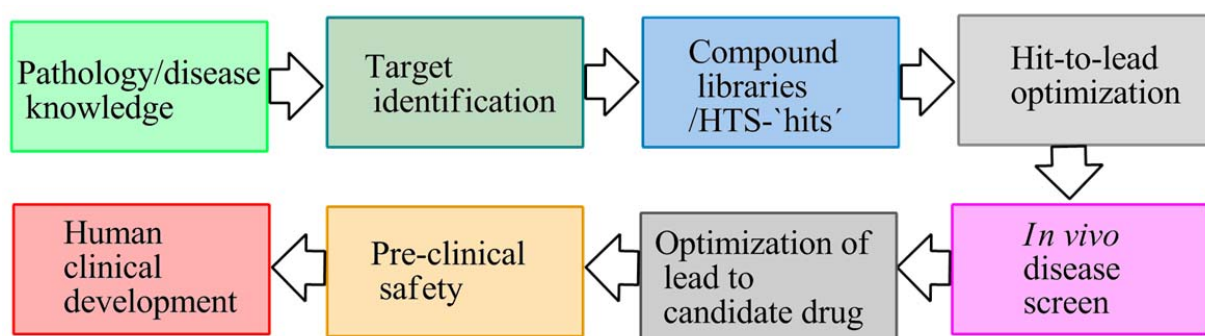 Pathology/disease
knowledge
Target
identification
Compound
libraries
/HTS-`hits´
Hit-to-lead
optimization
In vivo
disease
screen
Optimization of
lead to
candidate drug
Pre-clinical
safety
Human
clinical
development